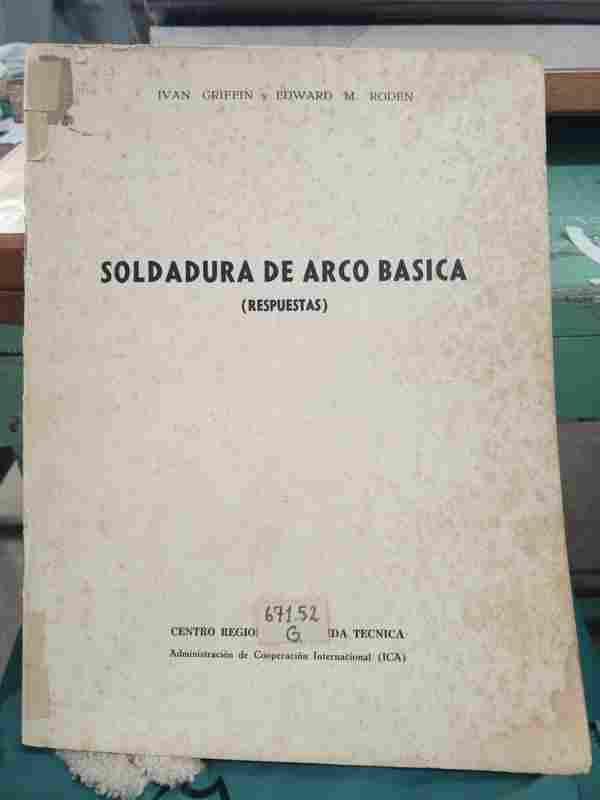 IVAN GRIFFIN y EDWARD M. RODEN
SOLDADURA DE ARCO BASICA
(RESPUESTAS)
671.52
G.
CENTRO REGIO DA TECNICA
Administración de Cooperación Internacional (ICA)